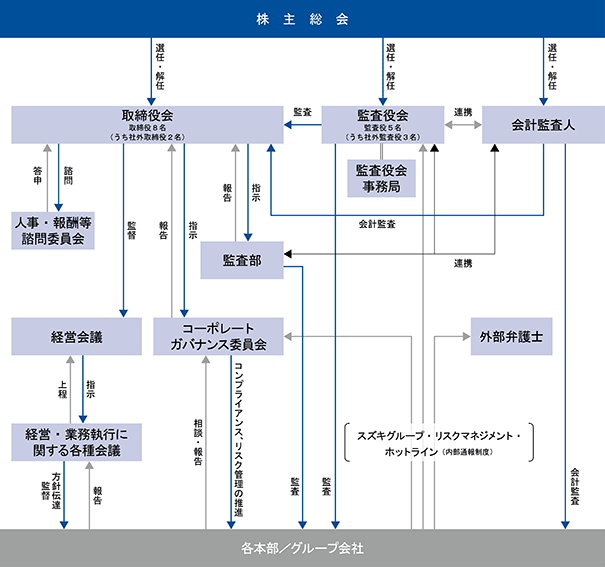 株主総会
選任・解任
選任・解任
選任・解任
取締役会
取締役8名
(うち社外取締役2名)
監査
監査役会
監査役5名
(うち社外監査役3名)
連携
会計監査人
監査役会
事務局
答申
諮問
監督
報告
指示
報告
指示
会計監査
人事・報酬等
諮問委員会
監査部
連携
経営会議
コーポレート
ガバナンス委員会
外部弁護士
上程
指示
経営・業務執行に
関する各種会議
相談・報告
コンプライアンス、リスク管理の推進
スズキグループ・リスクマネジメント・
ホットライン(内部通報制度)
方針伝達
監督
報告
監査
監査
会計監査
各本部/グループ会社